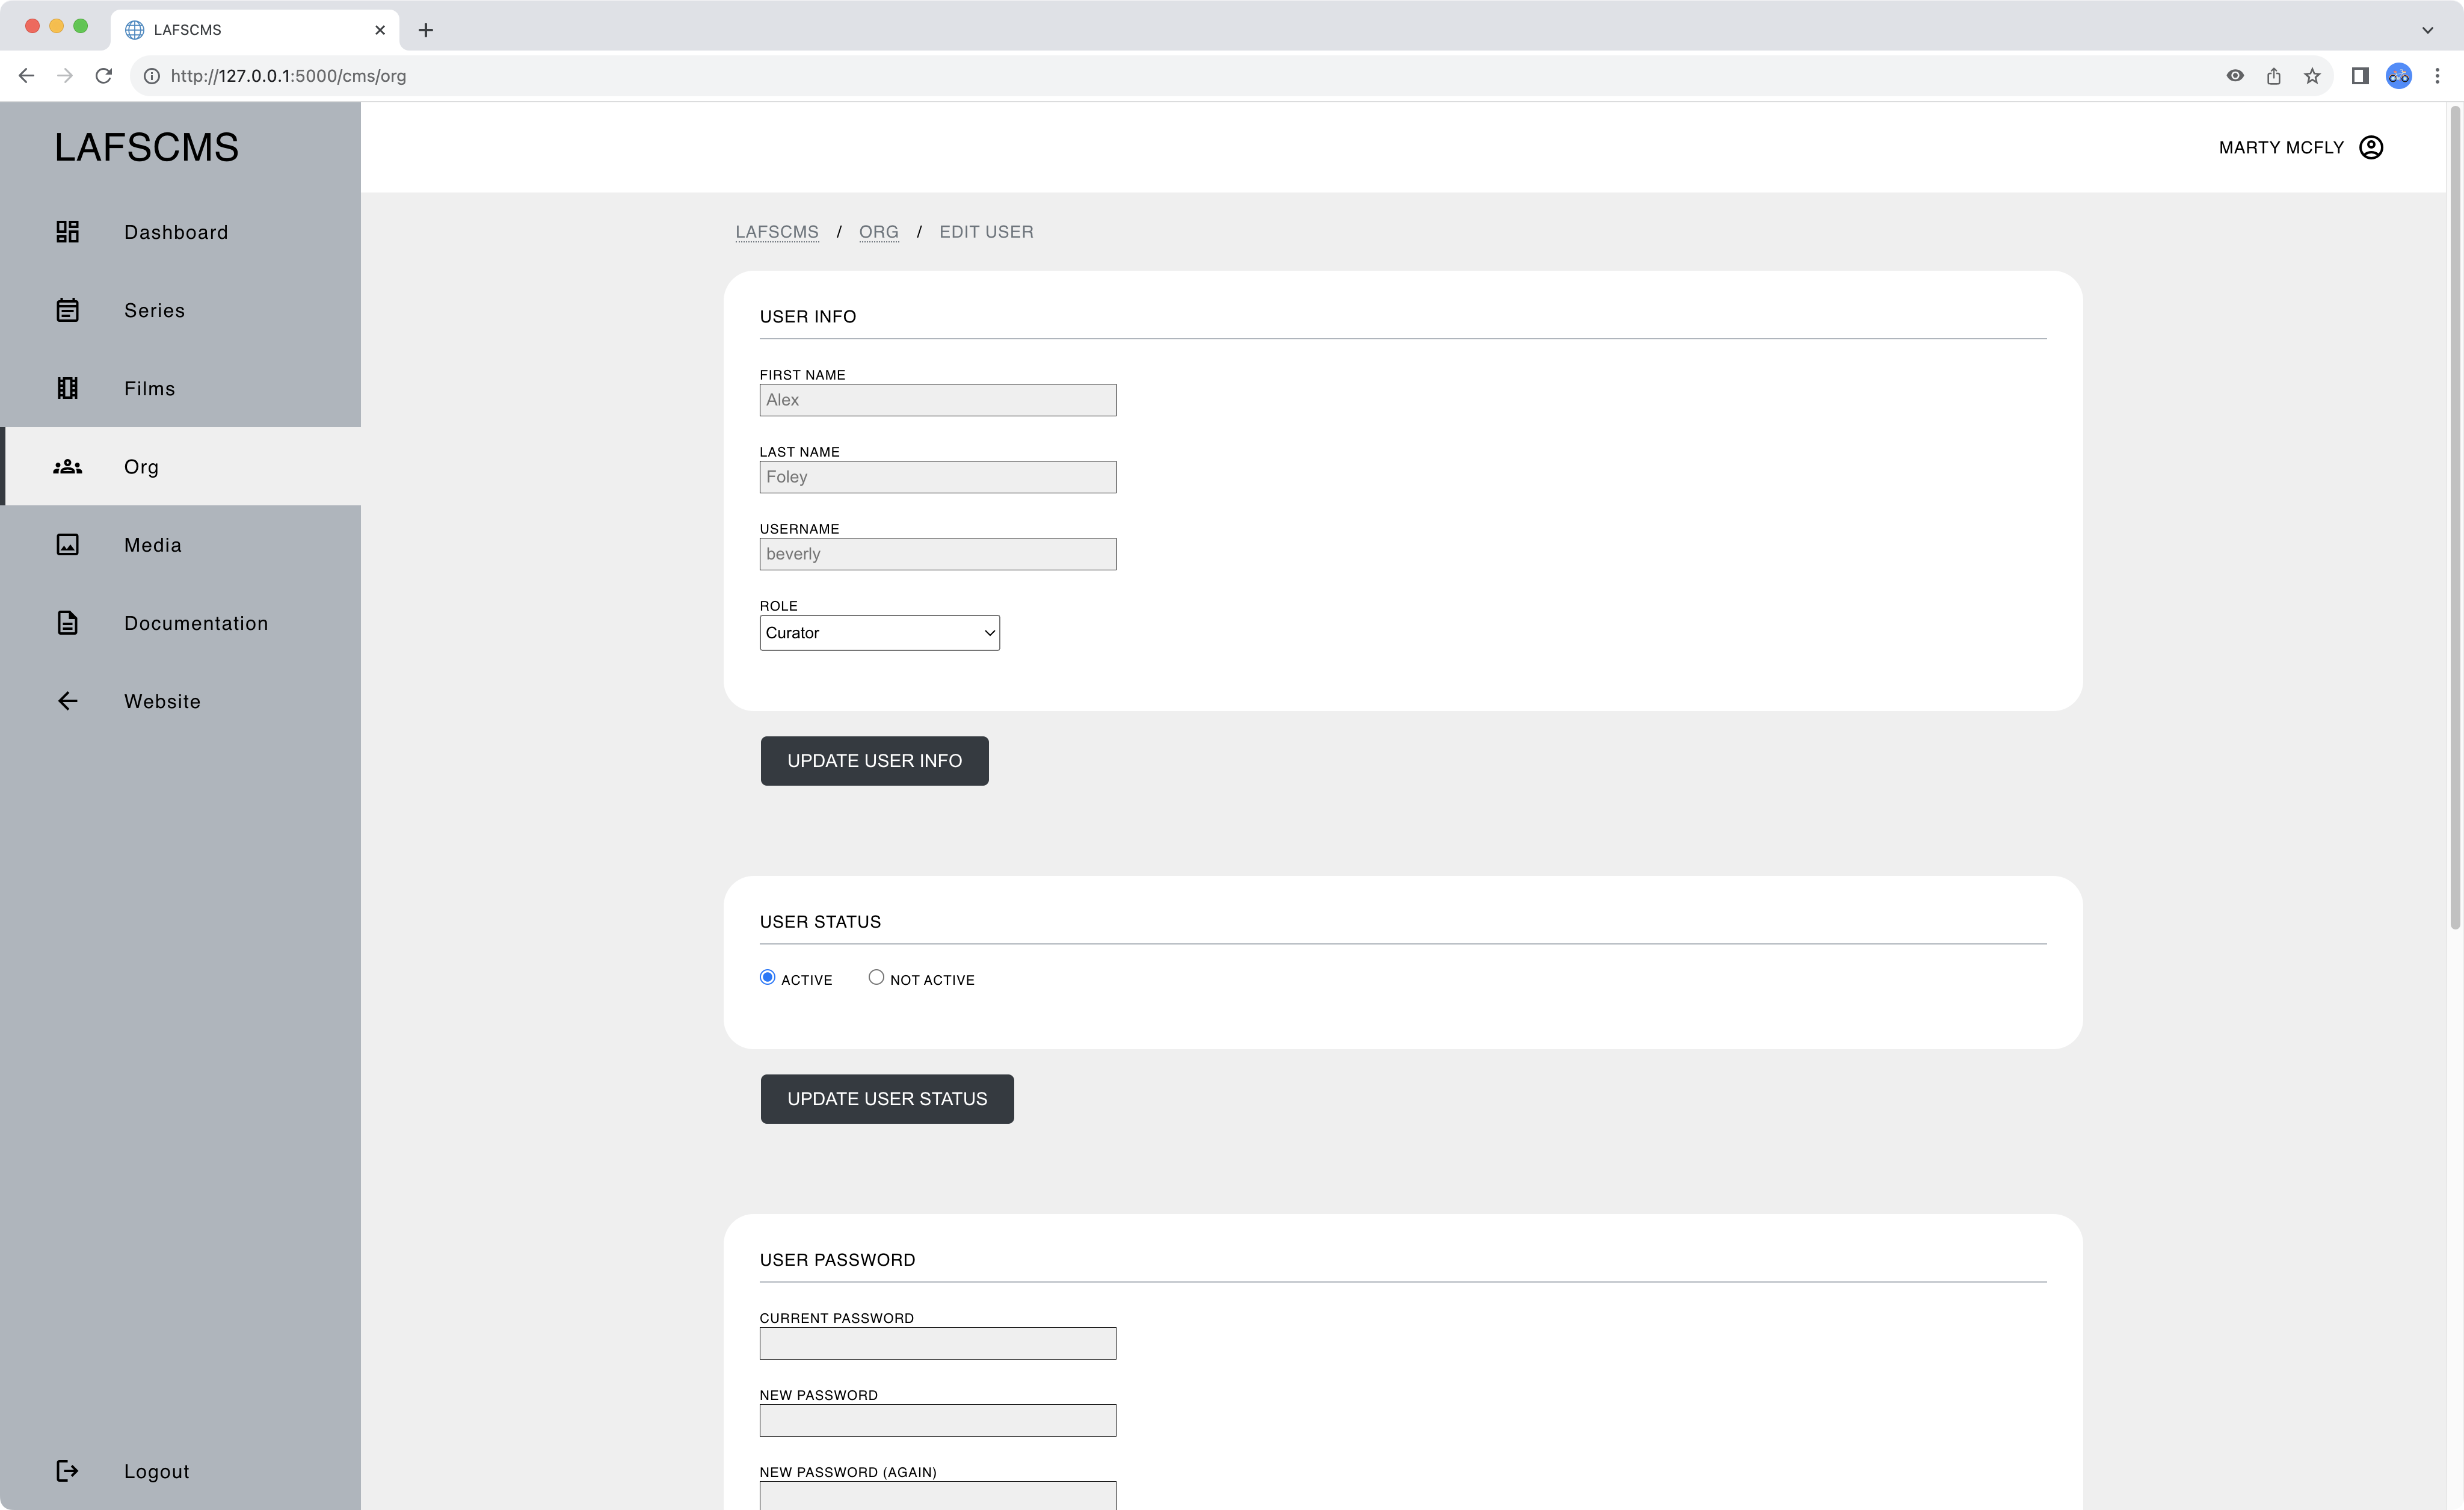 LAFSCMS
http://127.0.0.1:5000/cms/org
LAFSCMS
MARTY MCFLY
Dashboard
Series
Films
Org
Media
Documentation
Website
Logout
LAFSCMS / ORG / EDIT USER
USER INFO
FIRST NAME
Alex
LAST NAME
Foley
USERNAME
beverly
ROLE
Curator
UPDATE USER INFO
USER STATUS
ACTIVE NOT ACTIVE
UPDATE USER STATUS
USER PASSWORD
CURRENT PASSWORD
NEW PASSWORD
NEW PASSWORD (AGAIN)